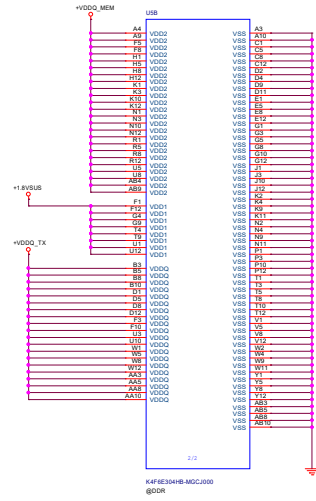 +VDDQ_MEM
U5B
A4 VDD2
A9 VDD2
F5 VDD2
F8 VDD2
H1 VDD2
H5 VDD2
H8 VDD2
H12 VDD2
K1 VDD2
K3 VDD2
K10 VDD2
K12 VDD2
N1 VDD2
N3 VDD2
N10 VDD2
N12 VDD2
R1 VDD2
R5 VDD2
R8 VDD2
R12 VDD2
U5 VDD2
U8 VDD2
AB4 VDD2
AB9 VDD2
+1.8VSUS
F1 VDD1
F12 VDD1
G4 VDD1
G9 VDD1
T4 VDD1
T9 VDD1
U1 VDD1
U12 VDD1
+VDDQ_TX
B3 VDDQ
B5 VDDQ
B8 VDDQ
B10 VDDQ
D1 VDDQ
D5 VDDQ
D8 VDDQ
D12 VDDQ
F3 VDDQ
F10 VDDQ
U3 VDDQ
U10 VDDQ
W1 VDDQ
W5 VDDQ
W8 VDDQ
W12 VDDQ
AA3 VDDQ
AA5 VDDQ
AA8 VDDQ
AA10 VDDQ
VSS A3
VSS A10
VSS C1
VSS C5
VSS C8
VSS C12
VSS D2
VSS D4
VSS D9
VSS D11
VSS E1
VSS E5
VSS E8
VSS E12
VSS G1
VSS G3
VSS G5
VSS G8
VSS G10
VSS G12
VSS J1
VSS J3
VSS J10
VSS J12
VSS K2
VSS K4
VSS K9
VSS K11
VSS N2
VSS N4
VSS N9
VSS N11
VSS P1
VSS P3
VSS P10
VSS P12
VSS T1
VSS T3
VSS T5
VSS T8
VSS T10
VSS T12
VSS V1
VSS V5
VSS V8
VSS V12
VSS W2
VSS W4
VSS W9
VSS W11
VSS Y1
VSS Y5
VSS Y8
VSS Y12
VSS AB3
VSS AB5
VSS AB8
VSS AB10
2/2
K4F6E304HB-MGCJ000
@DDR